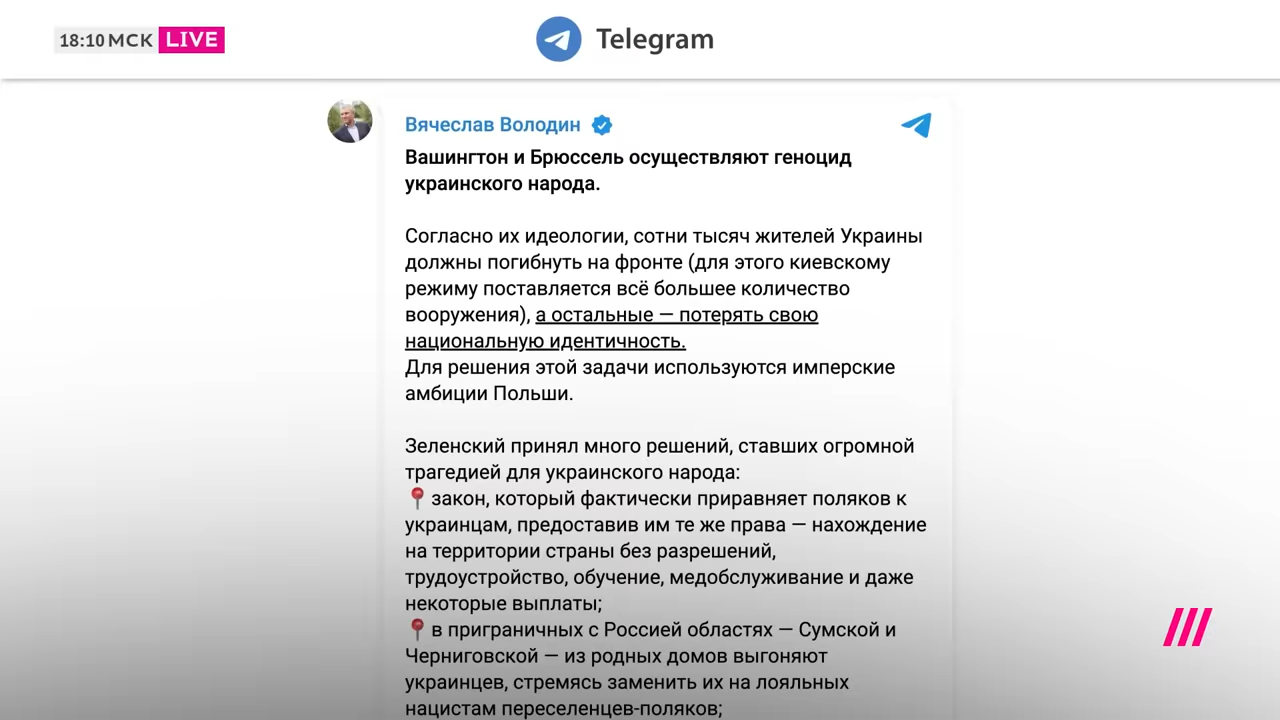 18:10 МСК LIVE
Telegram
Вячеслав Володин
Вашингтон и Брюссель осуществляют геноцид
украинского народа.
Согласно их идеологии, сотни тысяч жителей Украины
должны погибнуть на фронте (для этого киевскому
режиму поставляется всё большее количество
вооружения), а остальные — потерять свою
национальную идентичность.
Для решения этой задачи используются имперские
амбиции Польши.
Зеленский принял много решений, ставших огромной
трагедией для украинского народа:
📍закон, который фактически приравняет поляков к
украинцам, предоставив им те же права — нахождение
на территории страны без разрешений,
трудоустройство, обучение, медобслуживание и даже
некоторые выплаты;
📍в приграничных с Россией областях — Сумской и
Черниговской — из родных домов выгоняют
украинцев, стремясь заменить их на лояльных
нацистам переселенцев-поляков;